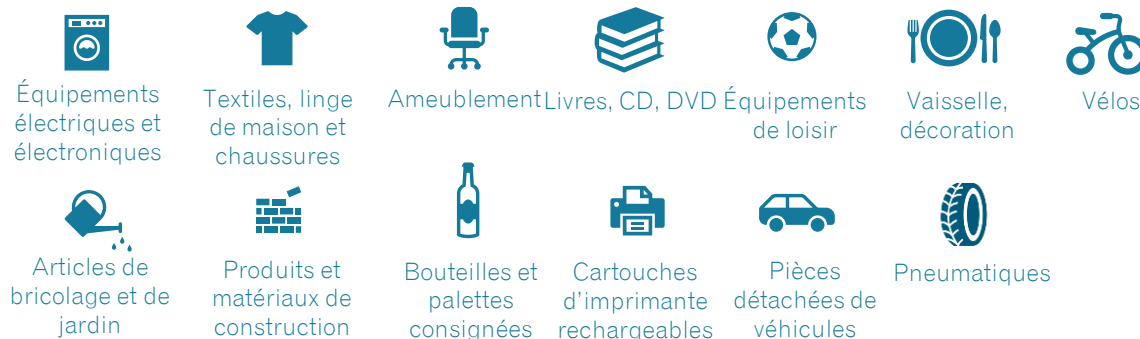 Équipements
électriques et
électroniques
Textiles, linge
de maison et
chaussures
Ameublement
Livres, CD, DVD
Équipements
de loisir
Vaisselle,
décoration
Vélos
Articles de
bricolage et de
jardin
Produits et
matériaux de
construction
Bouteilles et
palettes
consignées
Cartouches
d'imprimante
rechargeables
Pièces
détachées de
véhicules
Pneumatiques